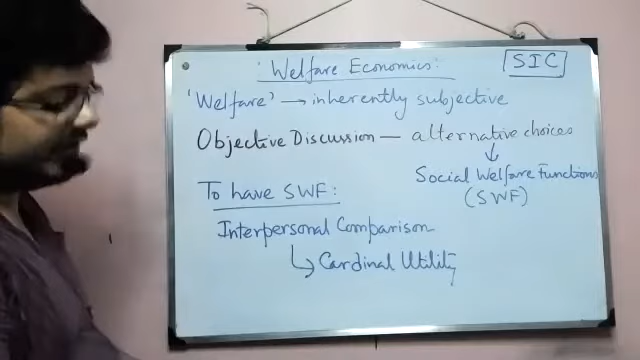 Welfare Economics:
SIC
'Welfare' → inherently subjective
Objective Discussion — alternative choices
↓
Social Welfare Functions
(SWF)
To have SWF:
Interpersonal Comparison
↳ Cardinal Utility